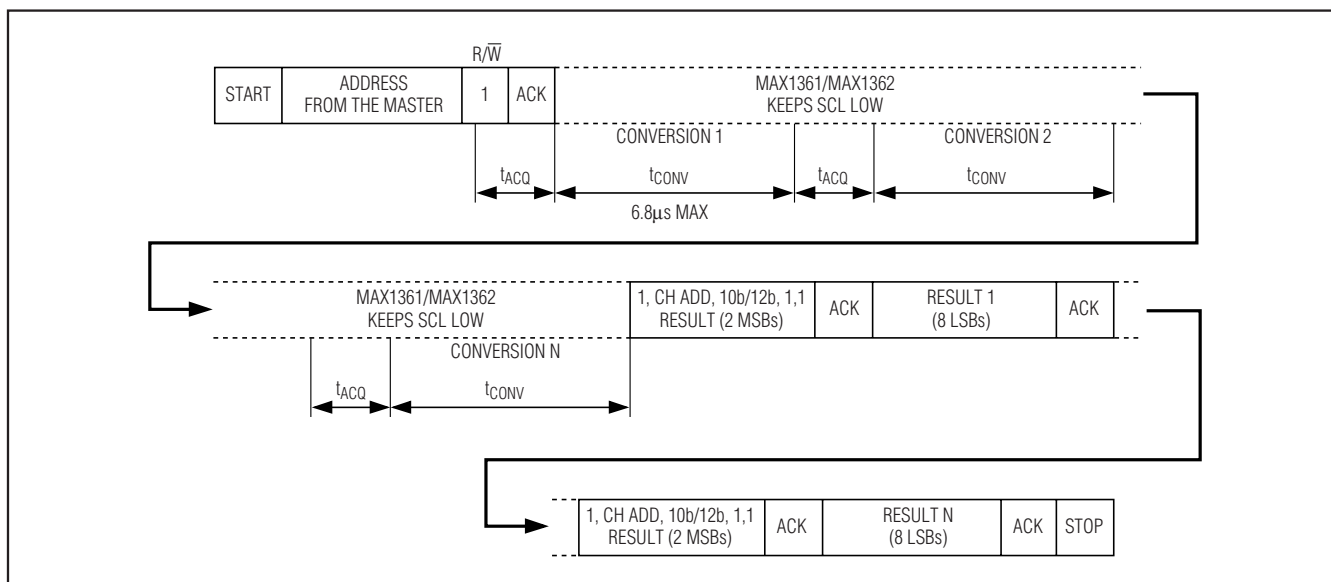 R/W̅
START
ADDRESS
FROM THE MASTER
1
ACK
MAX1361/MAX1362
KEEPS SCL LOW
CONVERSION 1
CONVERSION 2
tACQ
tCONV
tACQ
tCONV
6.8µs MAX
MAX1361/MAX1362
KEEPS SCL LOW
1, CH ADD, 10b/12b, 1,1
RESULT (2 MSBs)
ACK
RESULT 1
(8 LSBs)
ACK
CONVERSION N
tACQ
tCONV
1, CH ADD, 10b/12b, 1,1
RESULT (2 MSBs)
ACK
RESULT N
(8 LSBs)
ACK
STOP